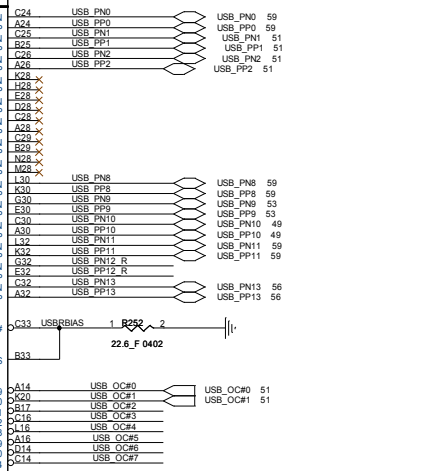 C24 USB_PN0 USB_PN0 59
A24 USB_PP0 USB_PP0 59
C25 USB_PN1 USB_PN1 51
B25 USB_PP1 USB_PP1 51
C26 USB_PN2 USB_PN2 51
A26 USB_PP2 USB_PP2 51
K28
H28
E28
D28
C28
A28
C29
B29
N28
M28
L30 USB_PN8 USB_PN8 59
K30 USB_PP8 USB_PP8 59
G30 USB_PN9 USB_PN9 53
E30 USB_PP9 USB_PP9 53
C30 USB_PN10 USB_PN10 49
A30 USB_PP10 USB_PP10 49
L32 USB_PN11 USB_PN11 59
K32 USB_PP11 USB_PP11 59
G32 USB_PN12_R
E32 USB_PP12_R
C32 USB_PN13 USB_PN13 56
A32 USB_PP13 USB_PP13 56
C33 USBRBIAS 1 R252 2
22.6_F 0402
B33
A14 USB_OC#0 USB_OC#0 51
K20 USB_OC#1 USB_OC#1 51
B17 USB_OC#2
C16 USB_OC#3
L16 USB_OC#4
A16 USB_OC#5
D14 USB_OC#6
C14 USB_OC#7